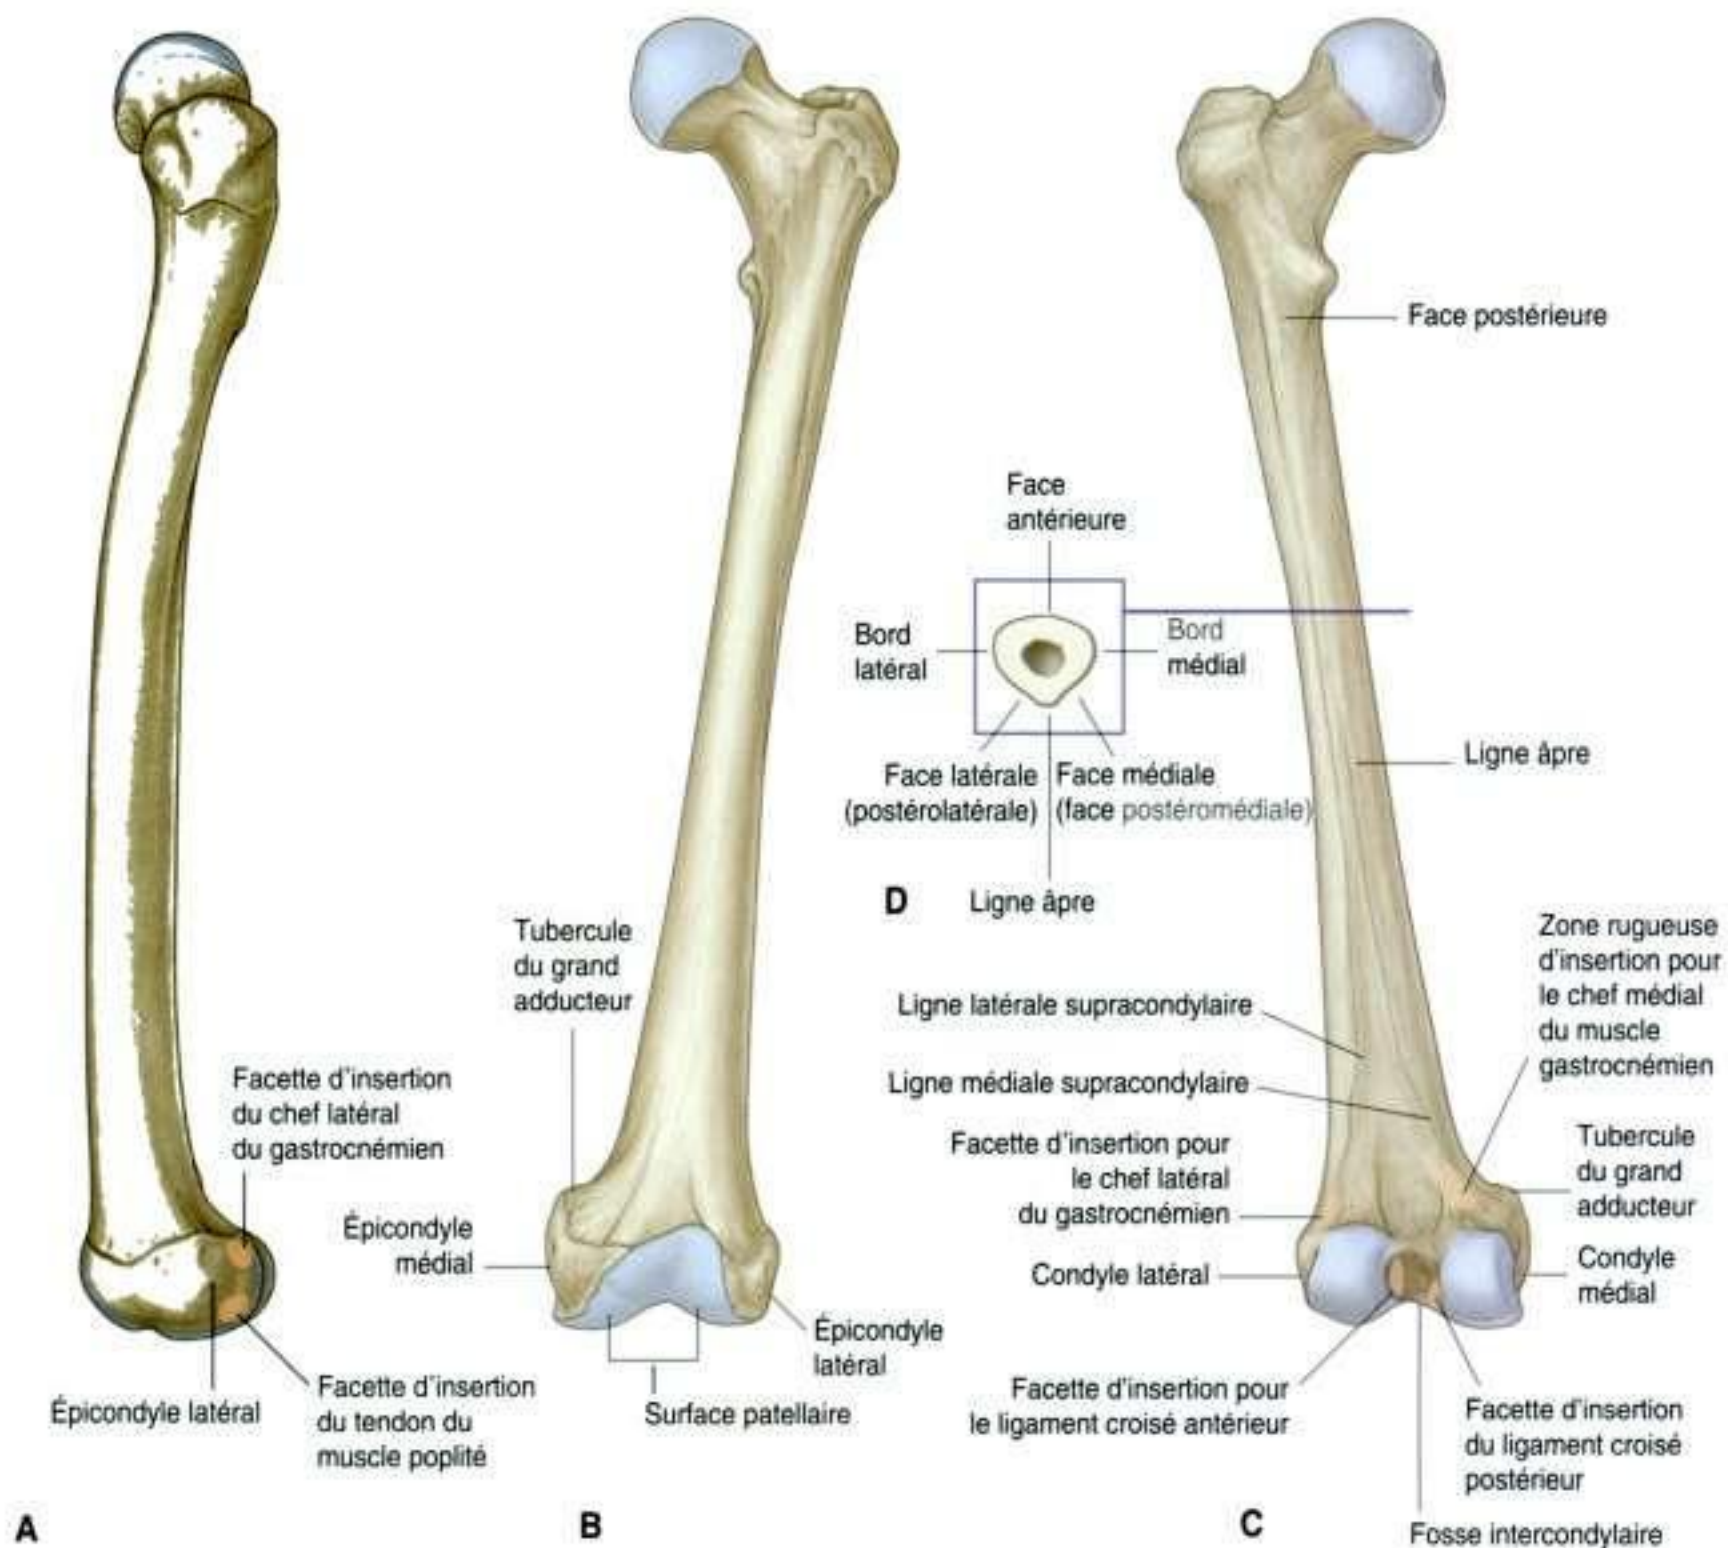 Facette d'insertion
du chef latéral
du gastrocnémien
Épicondyle latéral
Facette d'insertion
du tendon du
muscle poplité
A
Tubercule
du grand
adducteur
Épicondyle
médial
Épicondyle
latéral
Surface patellaire
B
Face
antérieure
Bord
latéral
Bord
médial
Face latérale
(postérolatérale)
Face médiale
(face postéromédiale)
Ligne âpre
D
Face postérieure
Ligne âpre
Ligne latérale supracondylaire
Ligne médiale supracondylaire
Facette d'insertion pour
le chef latéral
du gastrocnémien
Condyle latéral
Facette d'insertion pour
le ligament croisé antérieur
Zone rugueuse
d'insertion pour
le chef médial
du muscle
gastrocnémien
Tubercule
du grand
adducteur
Condyle
médial
Facette d'insertion
du ligament croisé
postérieur
Fosse intercondylaire
C